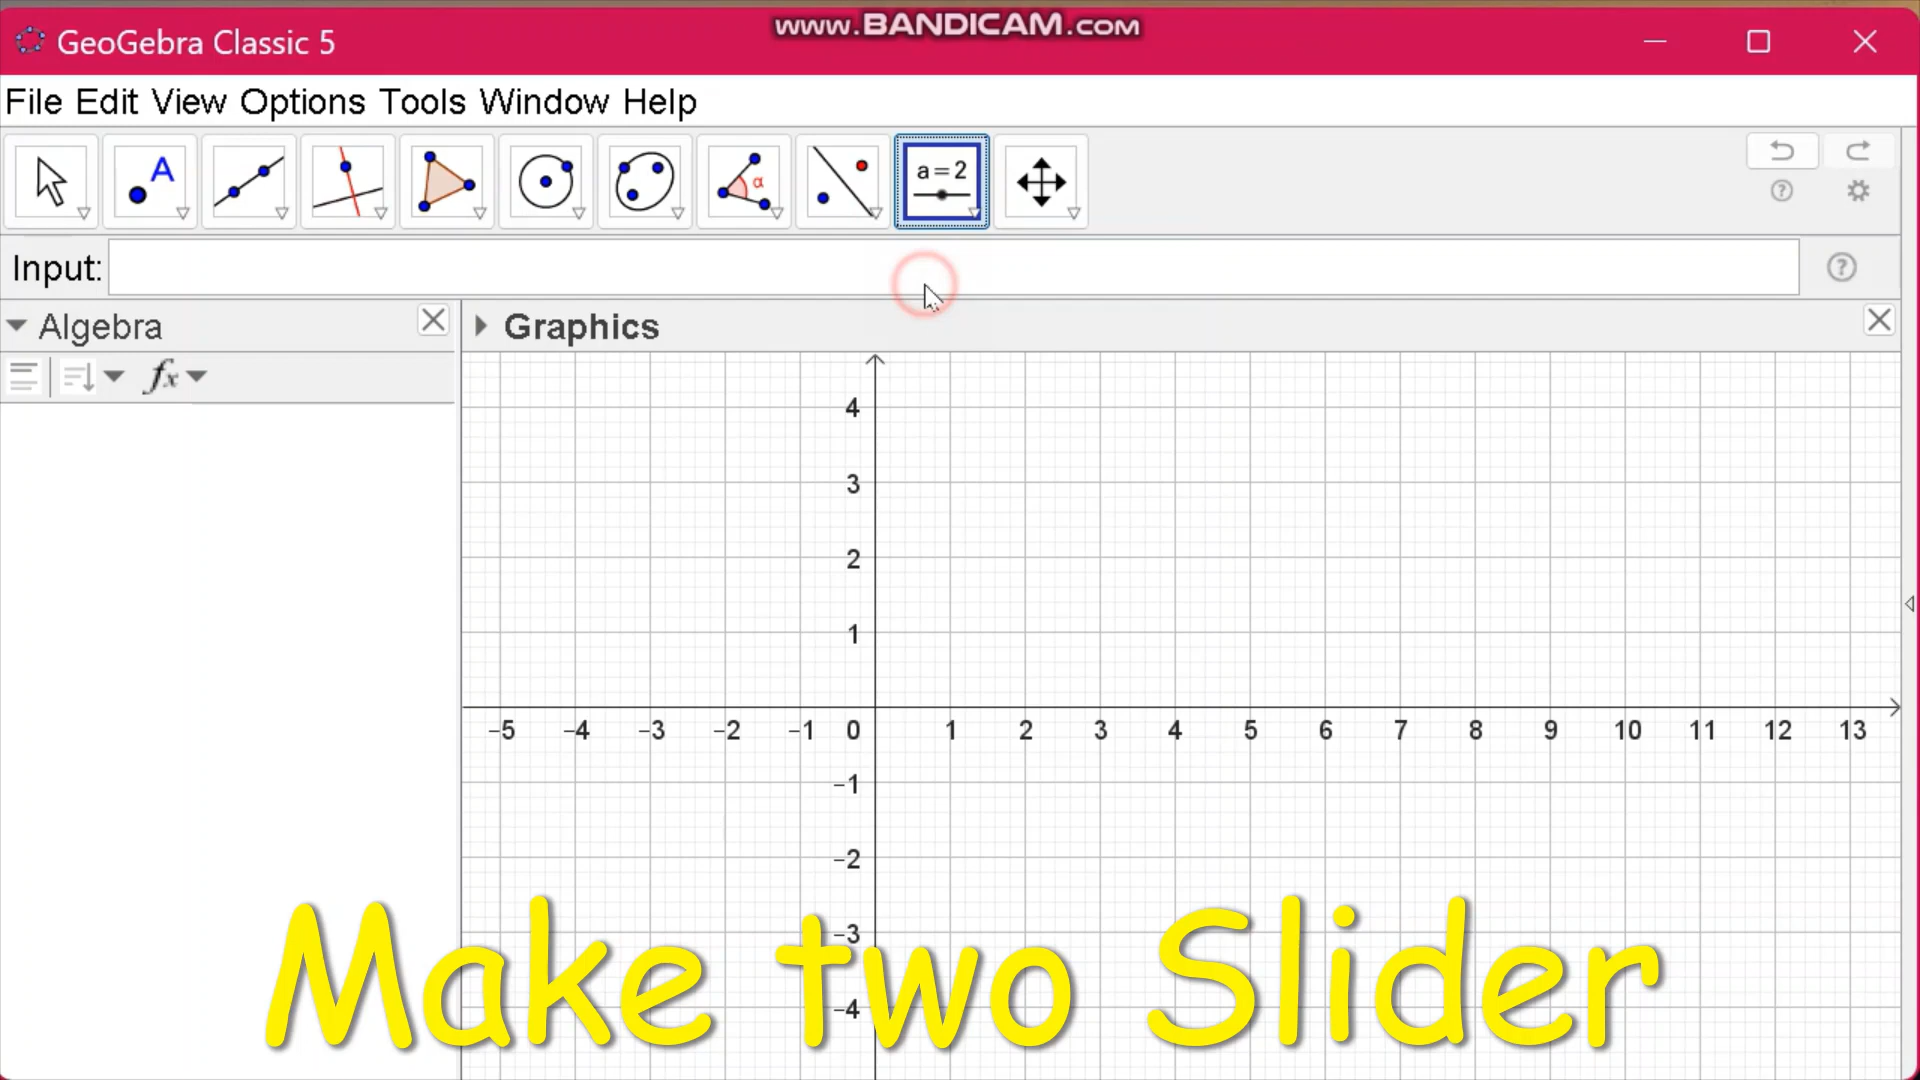 www.BANDICAM.com
GeoGebra Classic 5
File Edit View Options Tools Window Help
A
α
a=2
Input:
Algebra
Graphics
fx
4
3
2
1
−5 −4 −3 −2 −1 0 1 2 3 4 5 6 7 8 9 10 11 12 13
−1
−2
−3
−4
Make two Slider